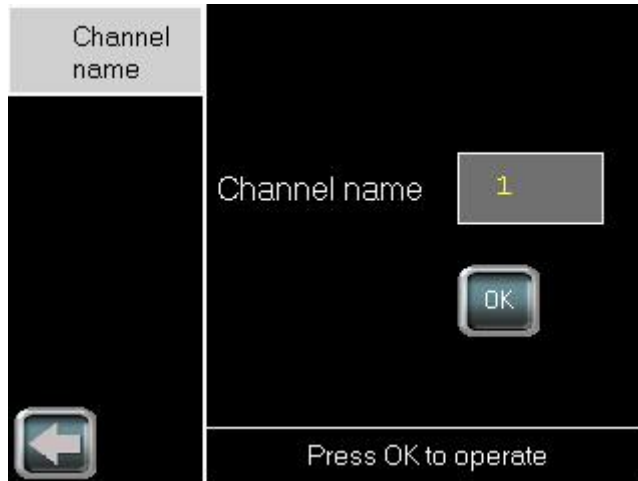 Channel
name
Channel name 1
OK
Press OK to operate